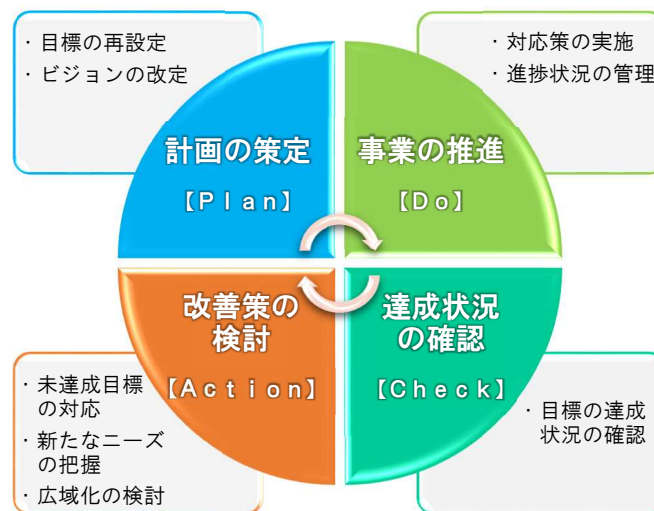 ・目標の再設定
・ビジョンの改定
・対応策の実施
・進捗状況の管理
計画の策定
【Plan】
事業の推進
【Do】
改善策の
検討
【Action】
達成状況
の確認
【Check】
・未達成目標
の対応
・新たなニーズ
の把握
・広域化の検討
・目標の達成
状況の確認